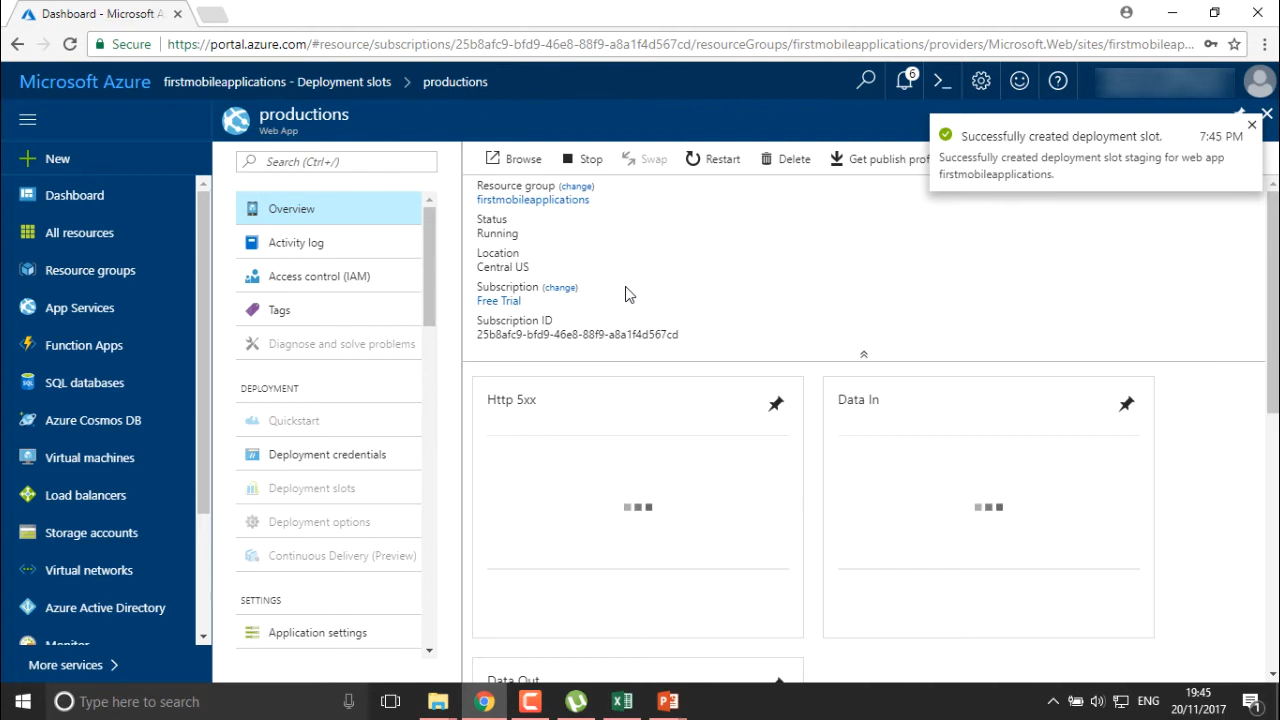 Dashboard - Microsoft A
Secure
https://portal.azure.com/#resource/subscriptions/25b8afc9-bfd9-46e8-88f9-a8a1f4d567cd/resourceGroups/firstmobileapplications/providers/Microsoft.Web/sites/firstmobileap...
Microsoft Azure
firstmobileapplications - Deployment slots
productions
6
productions
Web App
Successfully created deployment slot.
7:45 PM
Successfully created deployment slot staging for web app
firstmobileapplications.
New
Dashboard
All resources
Resource groups
App Services
Function Apps
SQL databases
Azure Cosmos DB
Virtual machines
Load balancers
Storage accounts
Virtual networks
Azure Active Directory
Monitor
More services
Search (Ctrl+/)
Overview
Activity log
Access control (IAM)
Tags
Diagnose and solve problems
DEPLOYMENT
Quickstart
Deployment credentials
Deployment slots
Deployment options
Continuous Delivery (Preview)
SETTINGS
Application settings
Browse
Stop
Swap
Restart
Delete
Get publish prof
Resource group (change)
firstmobileapplications
Status
Running
Location
Central US
Subscription (change)
Free Trial
Subscription ID
25b8afc9-bfd9-46e8-88f9-a8a1f4d567cd
Http 5xx
Data In
Data Out
Type here to search
ENG
19:45
20/11/2017
1